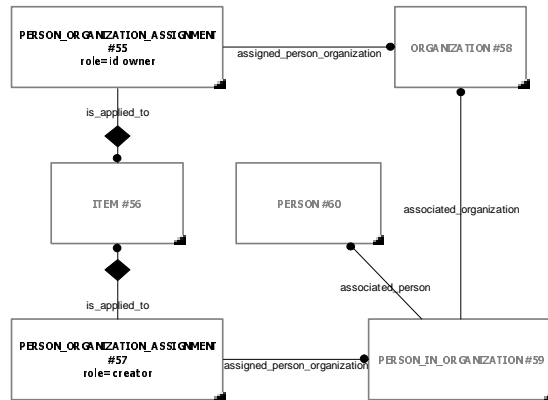 PERSON_ORGANIZATION_ASSIGNMENT
#55
role=id owner
assigned_person_organization
ORGANIZATION #58
is_applied_to
ITEM #56
PERSON #60
associated_organization
associated_person
is_applied_to
PERSON_ORGANIZATION_ASSIGNMENT
#57
role=creator
assigned_person_organization
PERSON_IN_ORGANIZATION #59